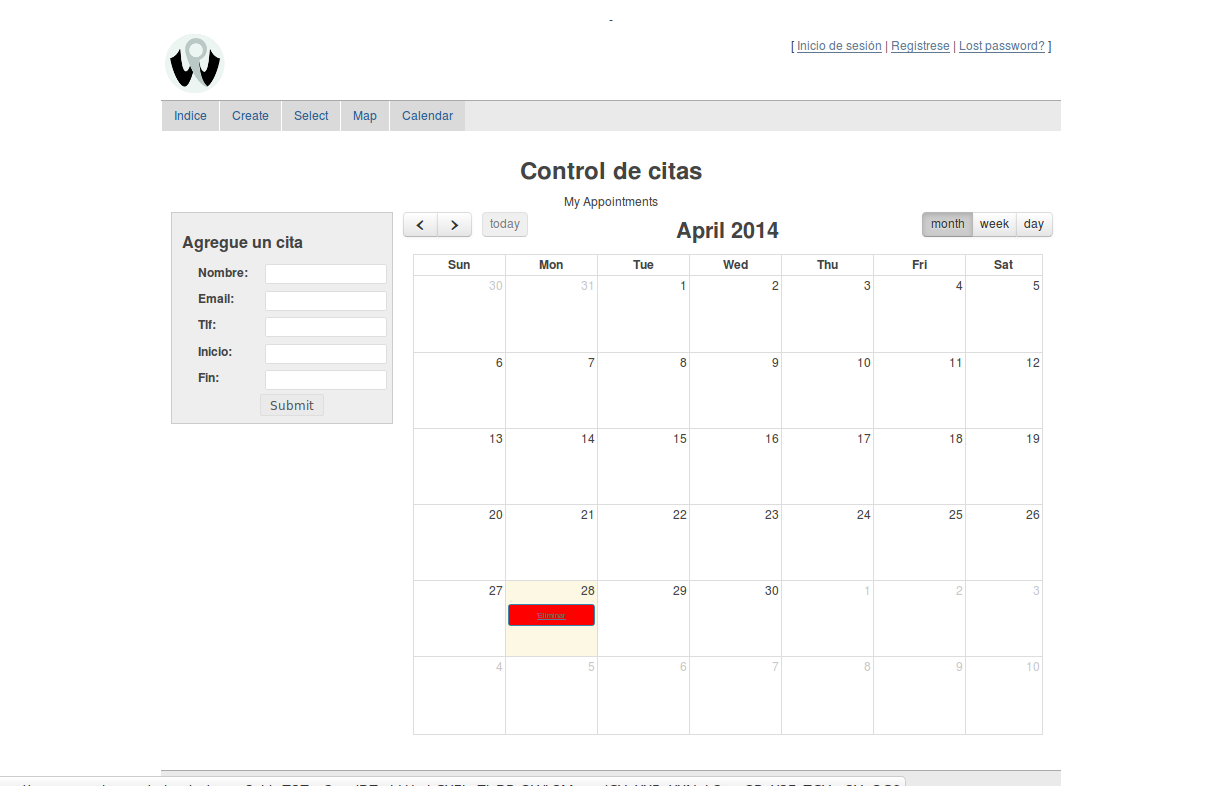 -
[ Inicio de sesión | Registrese | Lost password? ]
Indice Create Select Map Calendar
Control de citas
My Appointments
Agregue un cita
Nombre:
Email:
Tlf:
Inicio:
Fin:
Submit
today April 2014 month week day
Sun Mon Tue Wed Thu Fri Sat
30 31 1 2 3 4 5
6 7 8 9 10 11 12
13 14 15 16 17 18 19
20 21 22 23 24 25 26
27 28 29 30 1 2 3
Eliminar
4 5 6 7 8 9 10